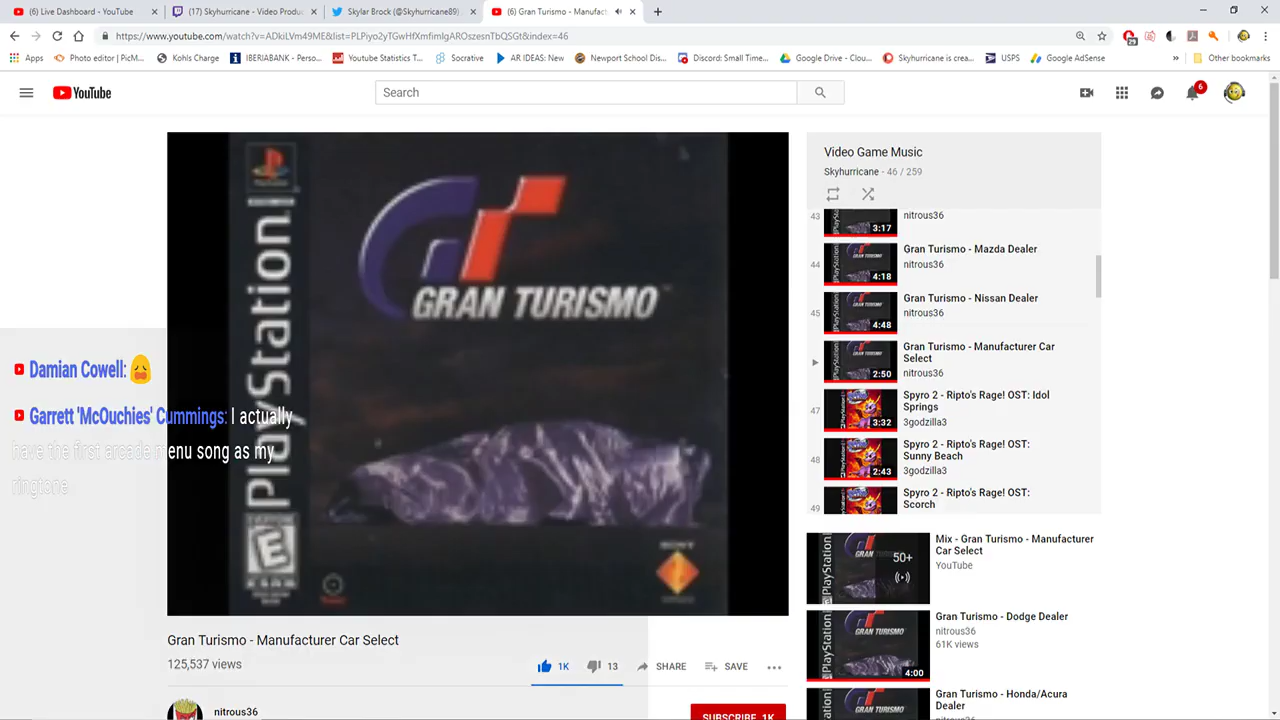 (6) Live Dashboard - YouTube
(17) Skyhurricane - Video Produc
Skylar Brock (@Skyhurricane89)
(6) Gran Turismo - Manufact
https://www.youtube.com/watch?v=ADkiLVm49ME&list=PLPiyo2yTGwHfXmfimIgAROszesnTbQSGt&index=46
Apps
Photo editor | PicM...
Kohls Charge
IBERIABANK - Perso...
Youtube Statistics T...
Socrative
AR IDEAS: New
Newport School Dis...
Discord: Small Time...
Google Drive - Clou...
Skyhurricane is crea...
USPS
Google AdSense
»
Other bookmarks
YouTube
Search
6
PlayStation
GRAN TURISMO
SONY
Damian Cowell:
Garrett 'McOuchies' Cummings: I actually
have the first arcade menu song as my
ringtone.
Gran Turismo - Manufacturer Car Select
125,537 views
13
SHARE
SAVE
nitrous36
SUBSCRIBE 1K
Video Game Music
Skyhurricane - 46 / 259
43
3:17
nitrous36
44
4:18
Gran Turismo - Mazda Dealer
nitrous36
45
4:48
Gran Turismo - Nissan Dealer
nitrous36
2:50
Gran Turismo - Manufacturer Car
Select
nitrous36
47
3:32
Spyro 2 - Ripto's Rage! OST: Idol
Springs
3godzilla3
48
2:43
Spyro 2 - Ripto's Rage! OST:
Sunny Beach
3godzilla3
49
Spyro 2 - Ripto's Rage! OST:
Scorch
50+
Mix - Gran Turismo - Manufacturer
Car Select
YouTube
4:00
Gran Turismo - Dodge Dealer
nitrous36
61K views
Gran Turismo - Honda/Acura
Dealer